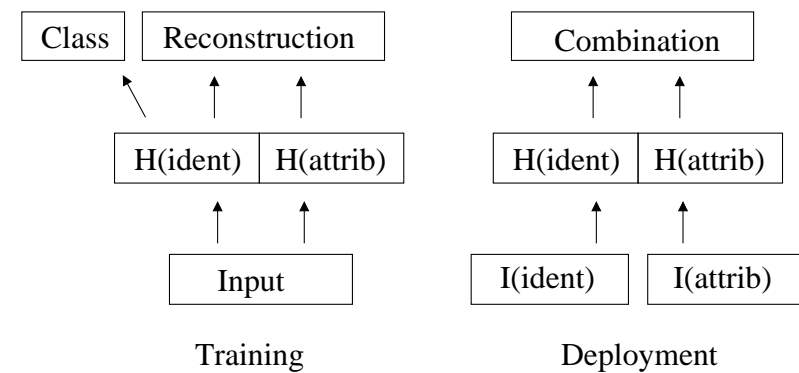 Class Reconstruction Combination
H(ident) H(attrib) H(ident) H(attrib)
Input I(ident) I(attrib)
Training Deployment